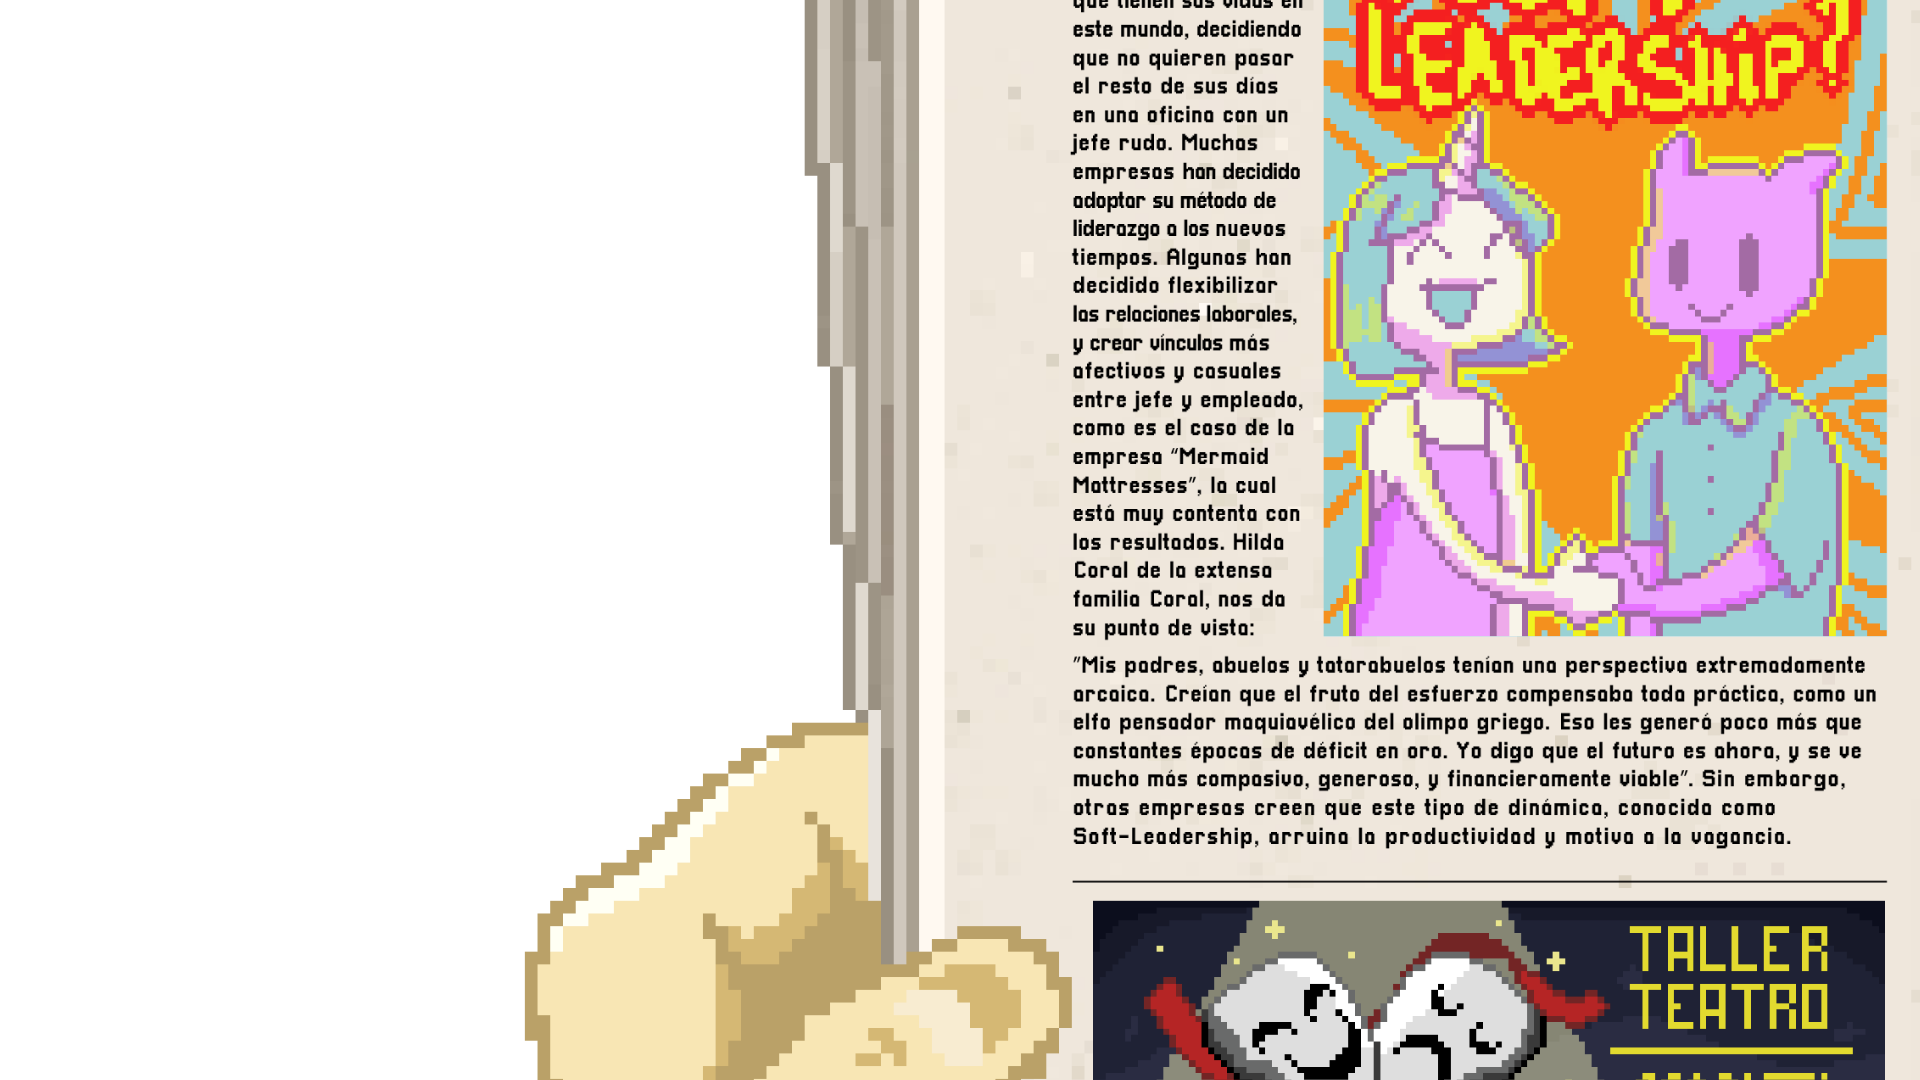 que tienen sus vidas en
este mundo, decidiendo
que no quieren pasar
el resto de sus días
en una oficina con un
jefe rudo. Muchas
empresas han decidido
adoptar su método de
liderazgo a los nuevos
tiempos. Algunas han
decidido flexibilizar
las relaciones laborales,
y crear vínculos más
afectivos y casuales
entre jefe y empleado,
como es el caso de la
empresa "Mermaid
Mattresses", la cual
está muy contenta con
los resultados. Hilda
Coral de la extensa
familia Coral, nos da
su punto de vista:
LEADERSHIP!
"Mis padres, abuelos y tatarabuelos tenían una perspectiva extremadamente
arcaica. Creían que el fruto del esfuerzo compensaba toda práctica, como un
elfo pensador maquiavélico del olimpo griego. Eso les generó poco más que
constantes épocas de déficit en oro. Yo digo que el futuro es ahora, y se ve
mucho más compasivo, generoso, y financieramente viable". Sin embargo,
otras empresas creen que este tipo de dinámica, conocida como
Soft-Leadership, arruina la productividad y motiva a la vagancia.
TALLER
TEATRO